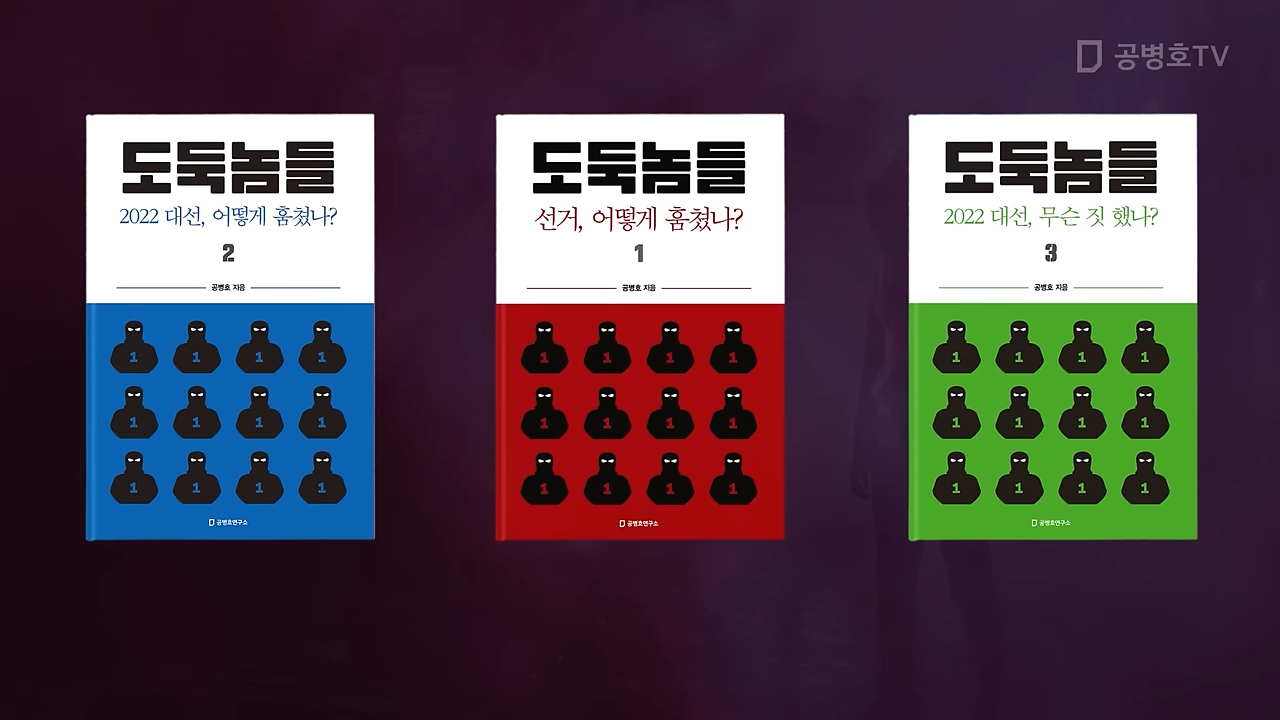 공병호TV
도둑놈들
2022 대선, 어떻게 훔쳤나?
2
공병호 지음
1 1 1 1
1 1 1 1
1 1 1 1
공병호연구소
도둑놈들
선거, 어떻게 훔쳤나?
1
공병호 지음
1 1 1 1
1 1 1 1
1 1 1 1
공병호연구소
도둑놈들
2022 대선, 무슨 짓 했나?
3
공병호 지음
1 1 1 1
1 1 1 1
1 1 1 1
공병호연구소